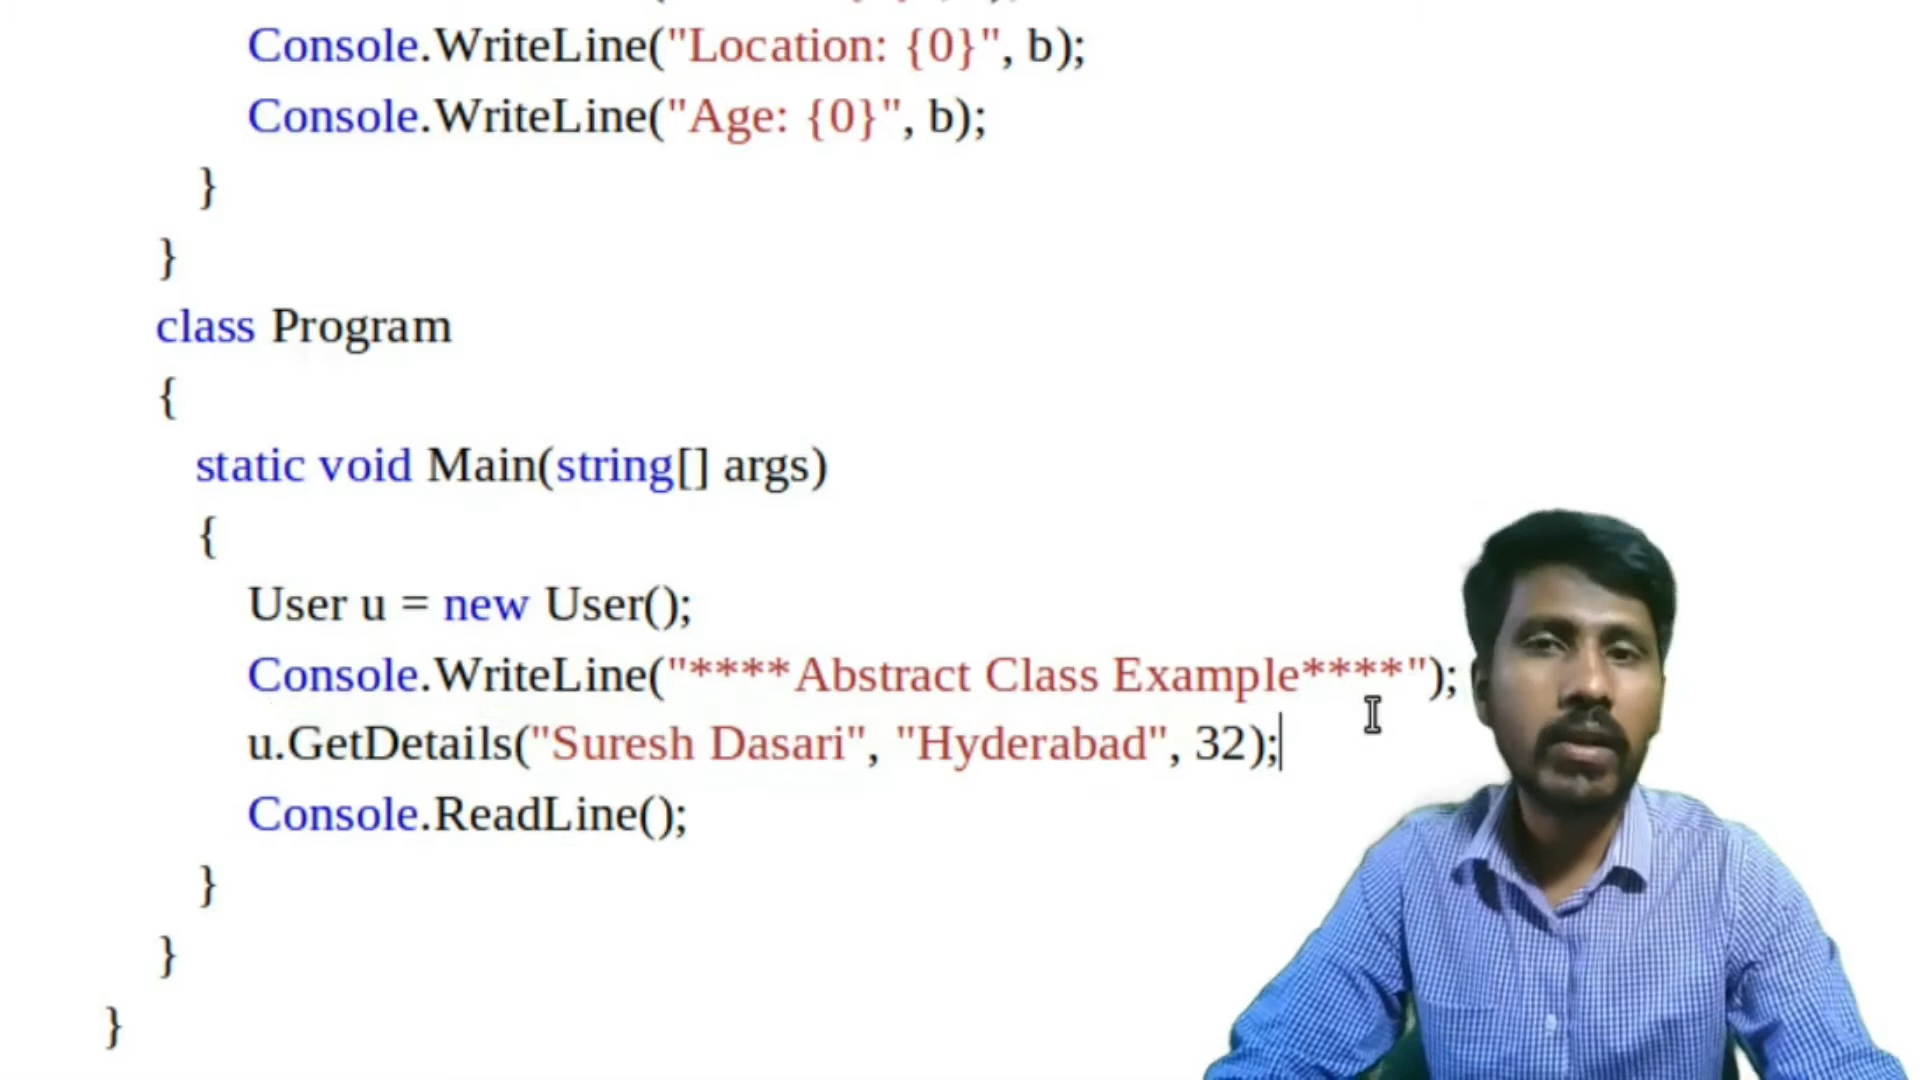 Console.WriteLine("Location: {0}", b);
Console.WriteLine("Age: {0}", b);
}
}
class Program
{
static void Main(string[] args)
{
User u = new User();
Console.WriteLine("****Abstract Class Example****");
u.GetDetails("Suresh Dasari", "Hyderabad", 32);
Console.ReadLine();
}
}
}